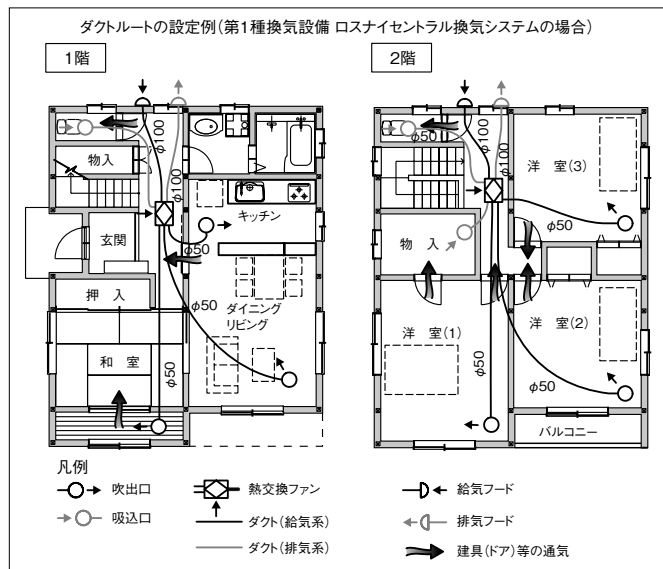 ダクトルートの設定例(第1種換気設備 ロスナイセントラル換気システムの場合)
1階
2階
φ100
φ100
物入
キッチン
玄関
φ50
押入
φ50
ダイニング
リビング
和室
φ50
φ50
φ100
φ100
洋室(3)
φ50
物入
洋室(1)
洋室(2)
φ50
φ50
バルコニー
凡例
吹出口
熱交換ファン
給気フード
吸込口
ダクト(給気系)
排気フード
ダクト(排気系)
建具(ドア)等の通気